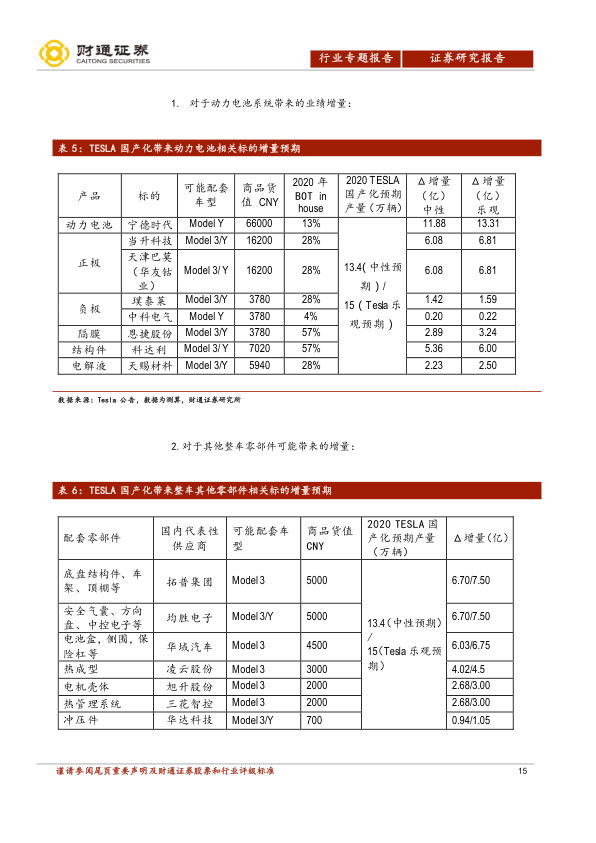 财通证券
CAITONG SECURITIES
行业专题报告 证券研究报告
1. 对于动力电池系统带来的业绩增量：
表 5：TESLA 国产化带来动力电池相关标的增量预期
产品 标的 可能配套车型 商品货值 CNY 2020 年 BOT in house 2020 TESLA 国产化预期产量（万辆） Δ增量（亿）中性 Δ增量（亿）乐观
动力电池 宁德时代 Model Y 66000 13% 13.4（中性预期）/ 15（Tesla 乐观预期） 11.88 13.31
正极 当升科技 Model 3/Y 16200 28% 6.08 6.81
天津巴莫（华友钴业） Model 3/ Y 16200 28% 6.08 6.81
负极 璞泰莱 Model 3/Y 3780 28% 1.42 1.59
中科电气 Model Y 3780 4% 0.20 0.22
隔膜 恩捷股份 Model 3/Y 3780 57% 2.89 3.24
结构件 科达利 Model 3/ Y 7020 57% 5.36 6.00
电解液 天赐材料 Model 3/Y 5940 28% 2.23 2.50
数据来源：Tesla 公告，数据为测算，财通证券研究所
2.对于其他整车零部件可能带来的增量：
表 6：TESLA 国产化带来整车其他零部件相关标的增量预期
配套零部件 国内代表性供应商 可能配套车型 商品货值 CNY 2020 TESLA 国产化预期产量（万辆） Δ增量(亿)
底盘结构件、车架、顶棚等 拓普集团 Model 3 5000 13.4（中性预期）/ 15（Tesla 乐观预期） 6.70/7.50
安全气囊、方向盘、中控电子等 均胜电子 Model 3/Y 5000 6.70/7.50
电池盒，侧围，保险杠等 华域汽车 Model 3 4500 6.03/6.75
热成型 凌云股份 Model 3 3000 4.02/4.5
电机壳体 旭升股份 Model 3 2000 2.68/3.00
热管理系统 三花智控 Model 3 2000 2.68/3.00
冲压件 华达科技 Model 3/Y 700 0.94/1.05
谨请参阅尾页重要声明及财通证券股票和行业评级标准 15